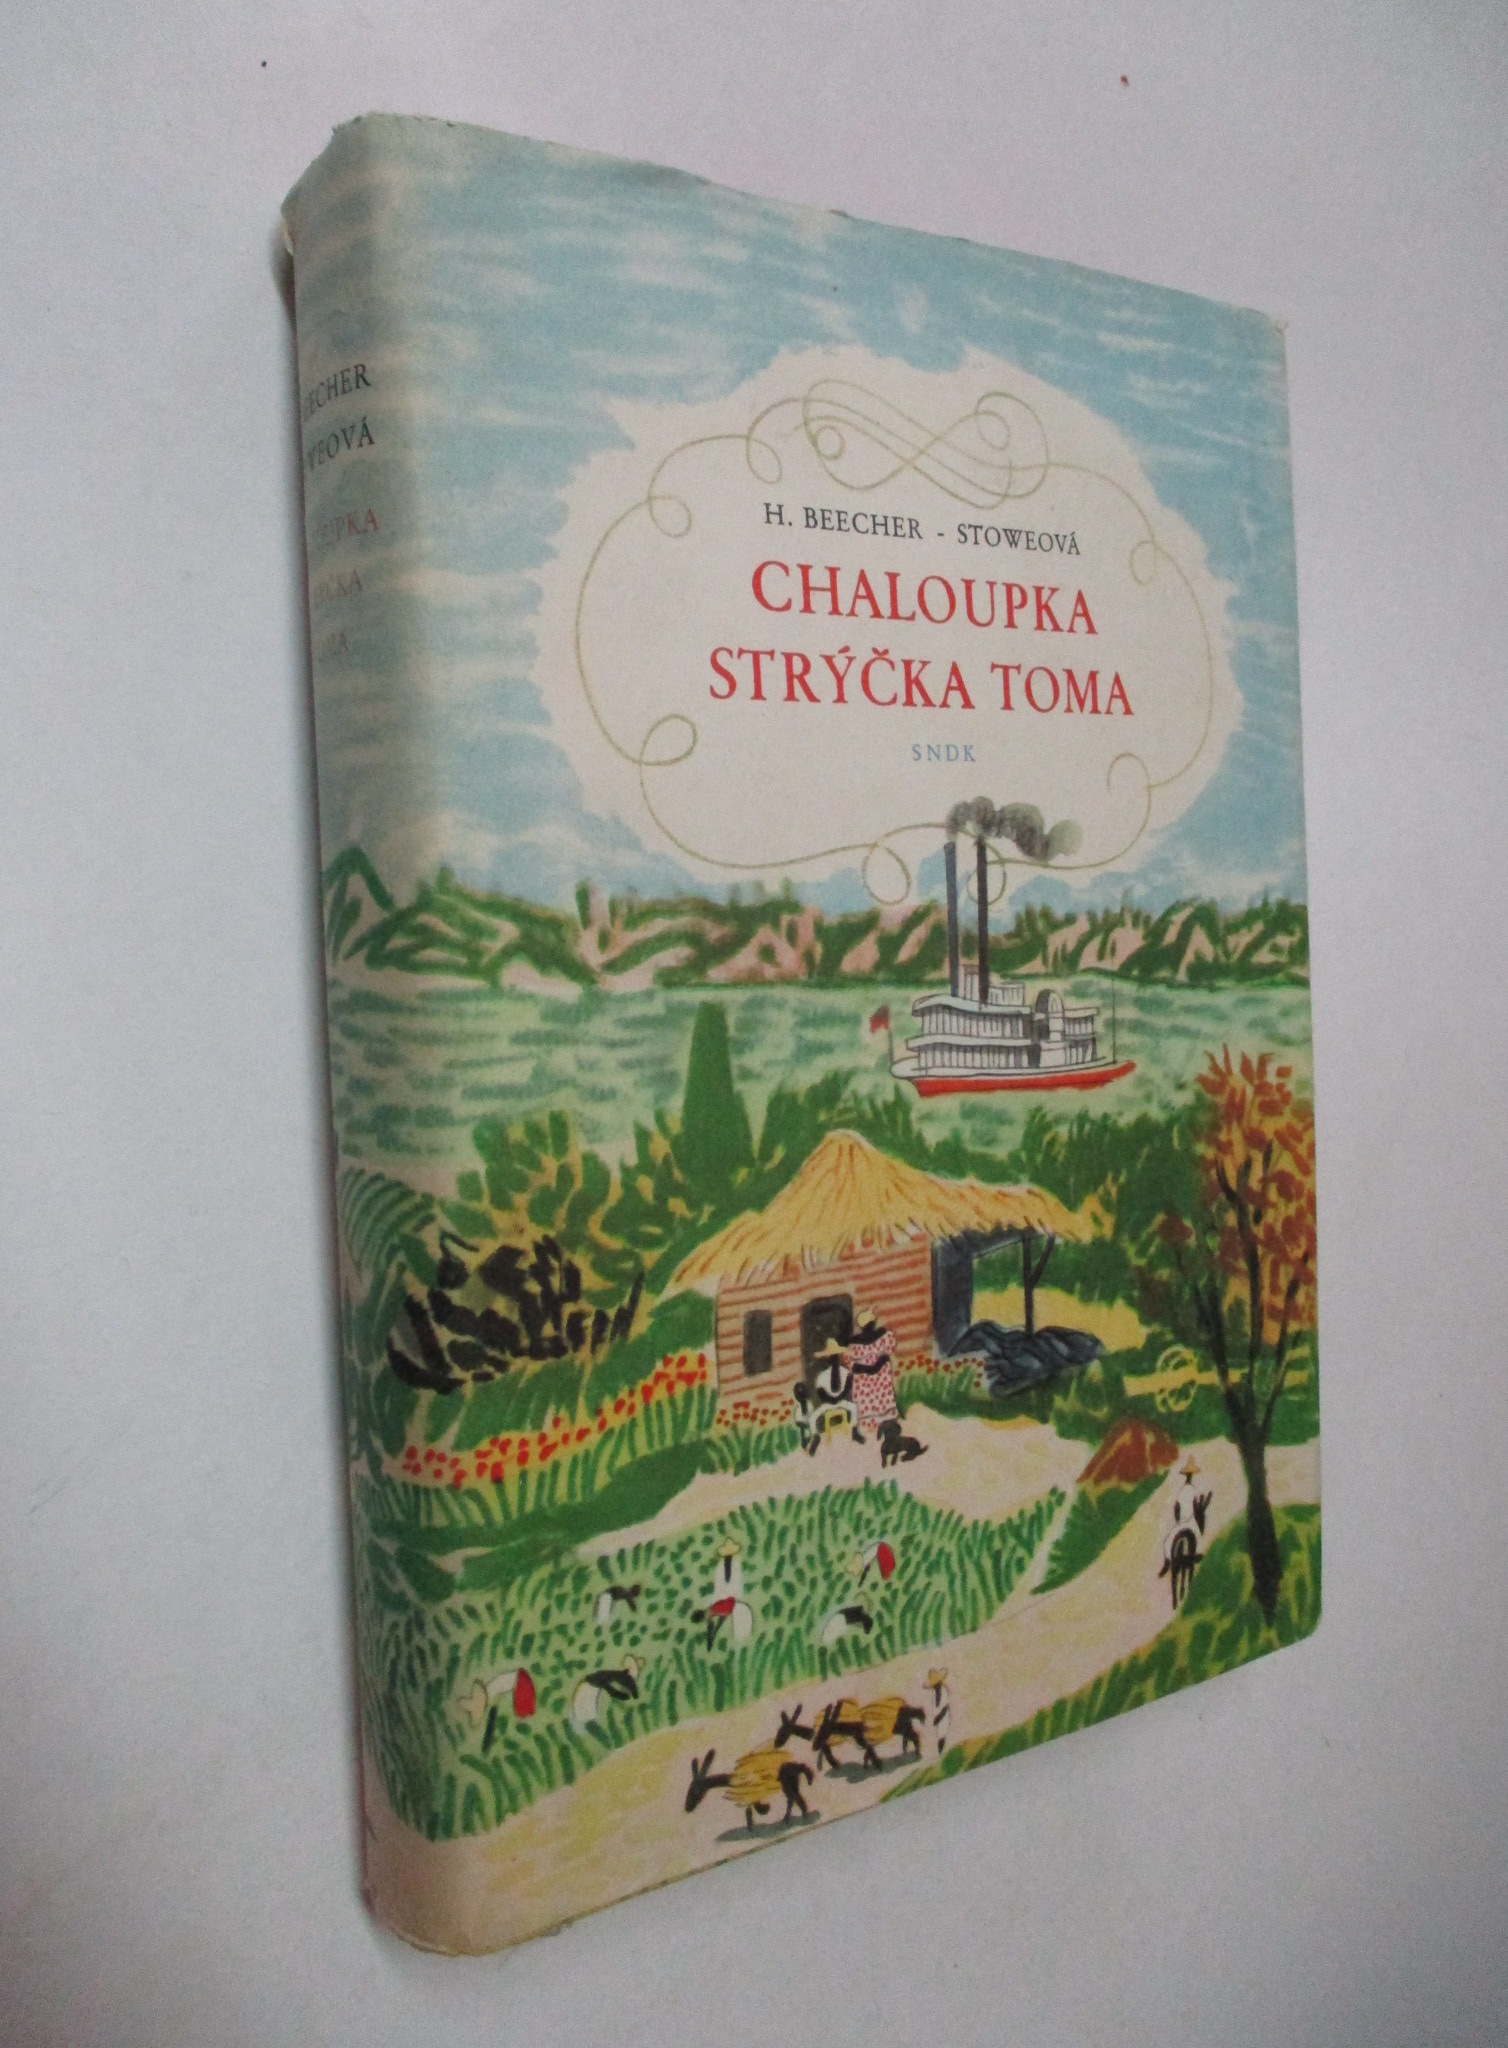 H. BEECHER - STOWEOVÁ
CHALOUPKA
STRÝČKA TOMA
SNDK